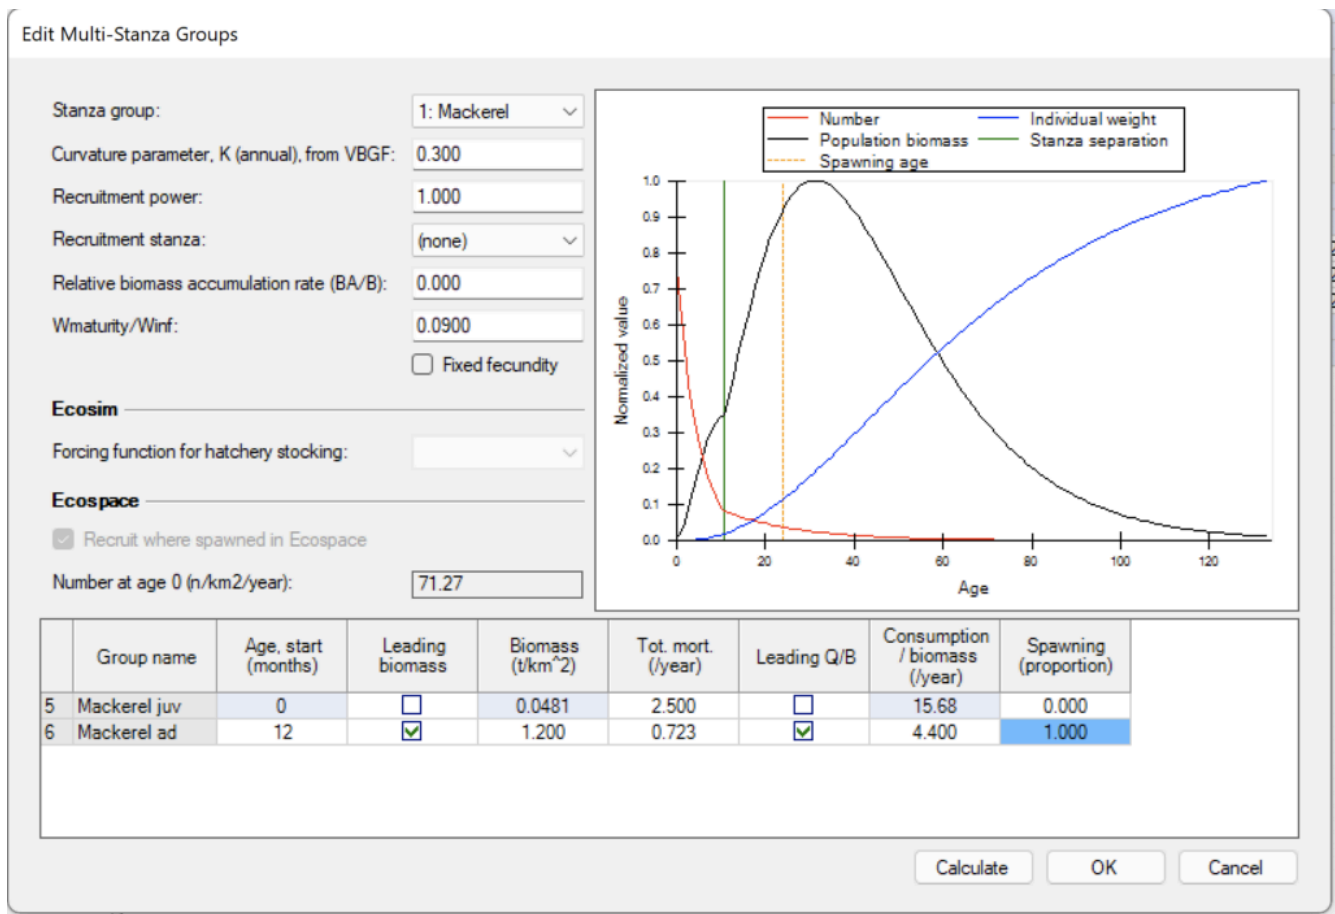 Edit Multi-Stanza Groups
Stanza group: 1: Mackerel
Curvature parameter, K (annual), from VBGF: 0.300
Recruitment power: 1.000
Recruitment stanza: (none)
Relative biomass accumulation rate (BA/B): 0.000
Wmaturity/Winf: 0.0900
Fixed fecundity
Ecosim
Forcing function for hatchery stocking:
Ecospace
Recruit where spawned in Ecospace
Number at age 0 (n/km2/year): 71.27
Number Individual weight
Population biomass Stanza separation
Spawning age
Normalized value
1.0
0.9
0.8
0.7
0.6
0.5
0.4
0.3
0.2
0.1
0.0
0 20 40 60 80 100 120
Age
Group name Age, start (months) Leading biomass Biomass (t/km^2) Tot. mort. (/year) Leading Q/B Consumption / biomass (/year) Spawning (proportion)
5 Mackerel juv 0 0.0481 2.500 15.68 0.000
6 Mackerel ad 12 1.200 0.723 4.400 1.000
Calculate OK Cancel